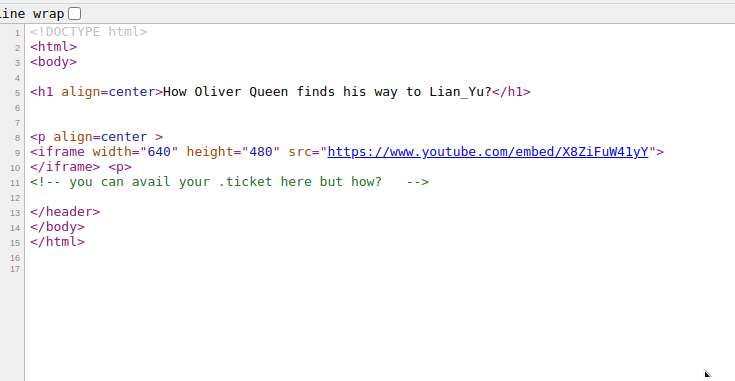 ine wrap
1 <!DOCTYPE html>
2 <html>
3 <body>
4
5 <h1 align=center>How Oliver Queen finds his way to Lian_Yu?</h1>
6
7
8 <p align=center >
9 <iframe width="640" height="480" src="https://www.youtube.com/embed/X8ZiFuW41yY">
10 </iframe> <p>
11 <!-- you can avail your .ticket here but how?   -->
12
13 </header>
14 </body>
15 </html>
16
17